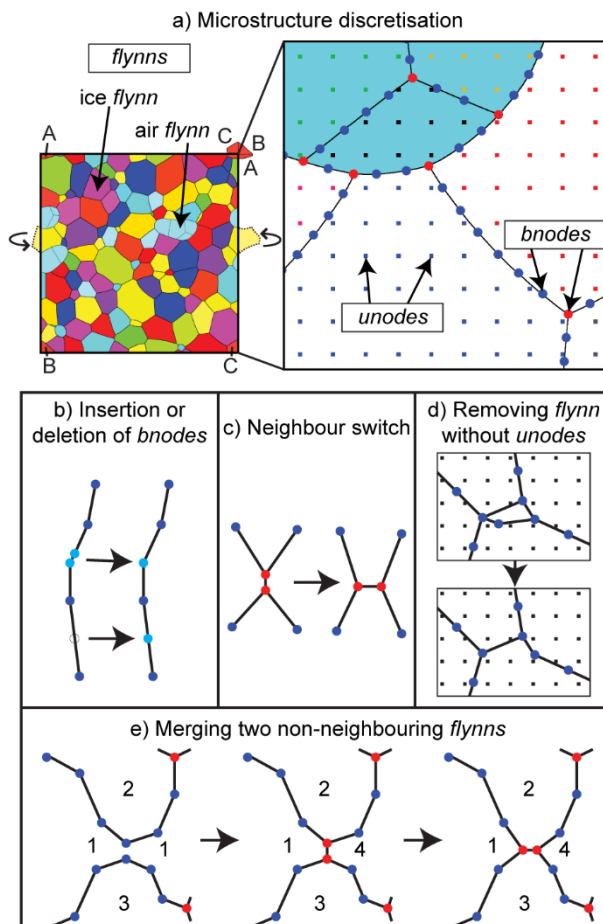 a) Microstructure discretisation
flynns
ice flynn
air flynn
A
C
B
A
B
C
bnodes
unodes
b) Insertion or
deletion of bnodes
c) Neighbour switch
d) Removing flynn
without unodes
e) Merging two non-neighbouring flynns
2
1
1
3
2
1
4
3
2
1
4
3